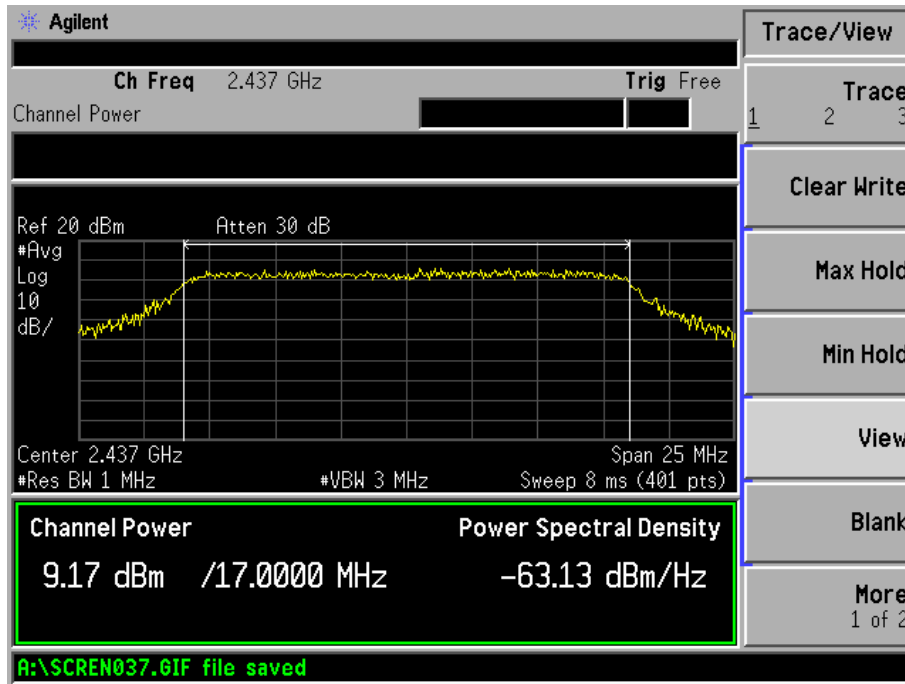 Agilent
Trace/View
Ch Freq 2.437 GHz Trig Free
Channel Power
Trace
1 2 3
Clear Write
Ref 20 dBm Atten 30 dB
#Avg
Log
10
dB/
Max Hold
Min Hold
View
Center 2.437 GHz Span 25 MHz
#Res BW 1 MHz #VBW 3 MHz Sweep 8 ms (401 pts)
Channel Power Power Spectral Density
9.17 dBm /17.0000 MHz -63.13 dBm/Hz
Blank
More
1 of 2
A:\SCREN037.GIF file saved